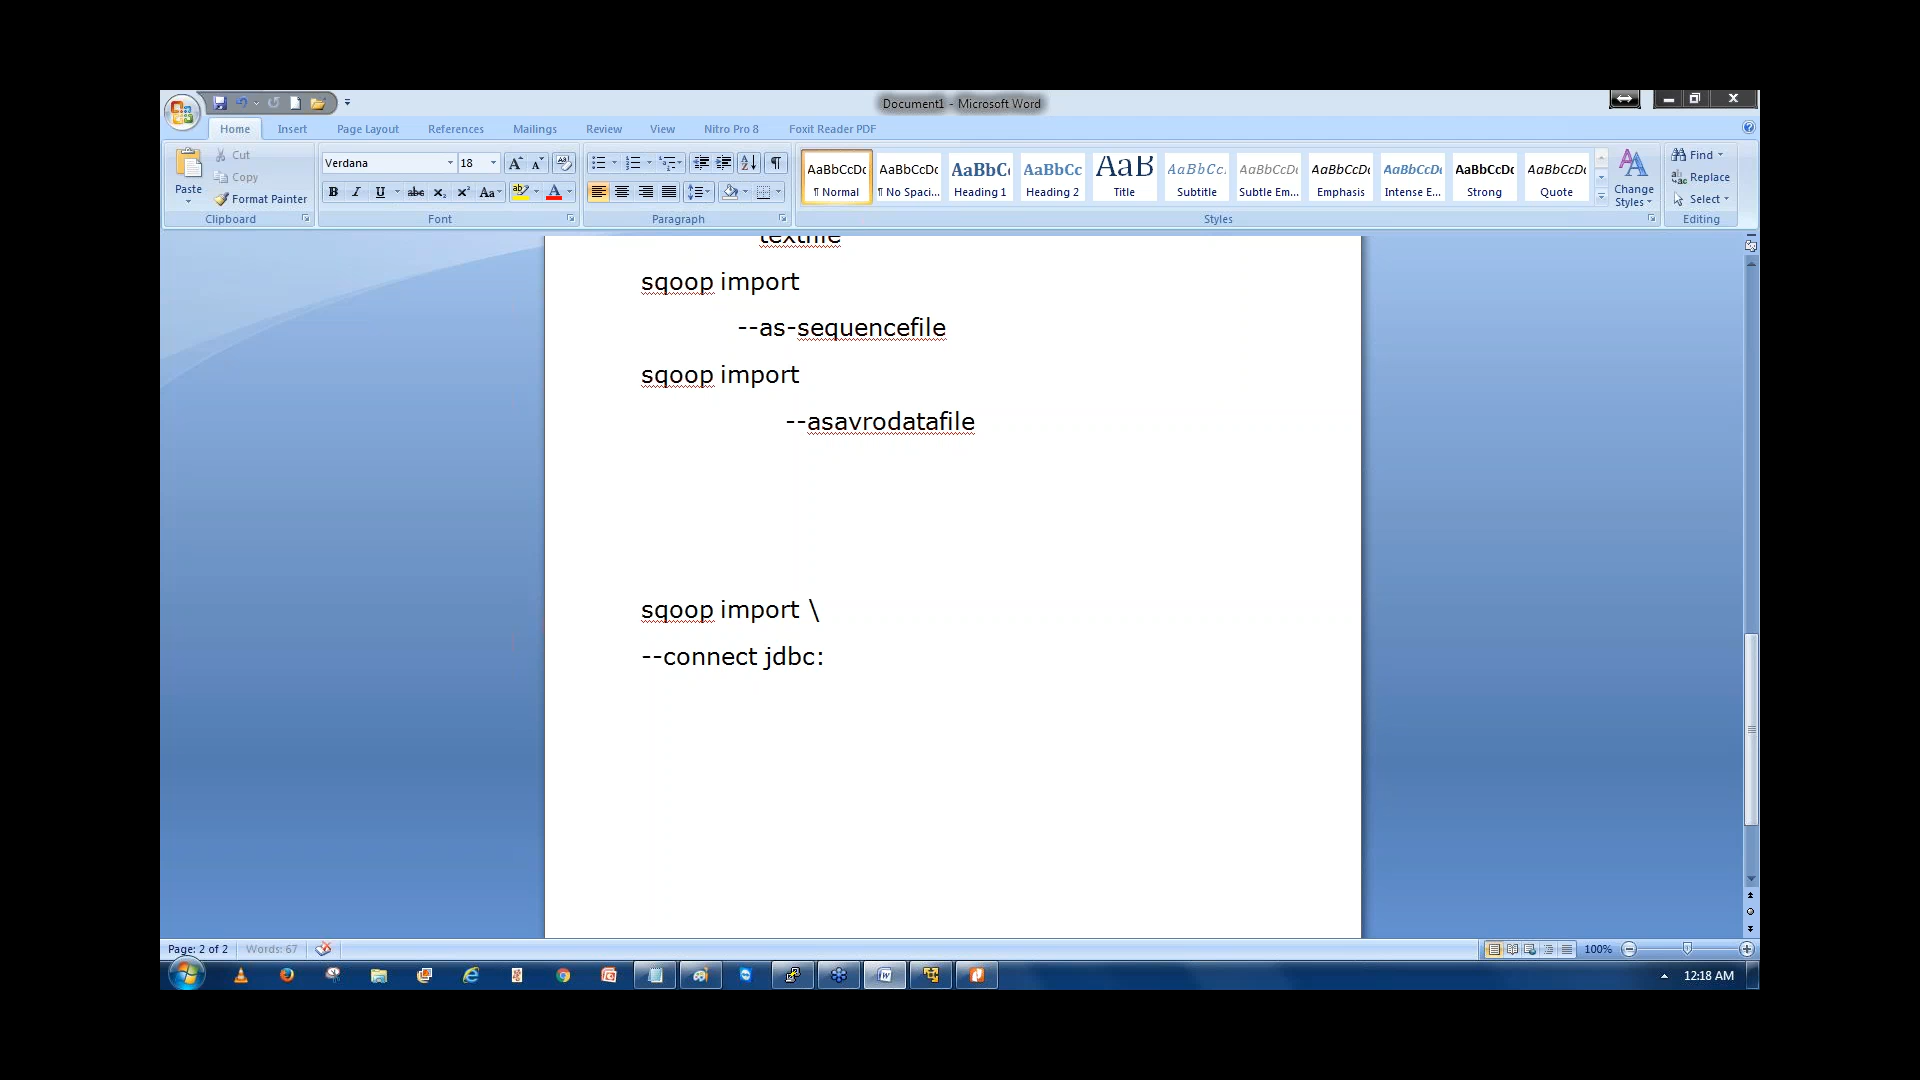 Document1 - Microsoft Word
Home Insert Page Layout References Mailings Review View Nitro Pro 8 Foxit Reader PDF
Paste
Cut
Copy
Format Painter
Clipboard
Verdana 18
Font
Paragraph
AaBbCcDc AaBbCcDc AaBbC AaBbCc AaB AaBbCc. AaBbCcDc AaBbCcDc AaBbCcDc AaBbCcDc AaBbCcDc
¶ Normal ¶ No Spaci... Heading 1 Heading 2 Title Subtitle Subtle Em... Emphasis Intense E... Strong Quote
Change Styles
Styles
Find
Replace
Select
Editing
textfile
sqoop import
--as-sequencefile
sqoop import
--asavrodatafile
sqoop import \
--connect jdbc:
Page: 2 of 2 Words: 67 100%
12:18 AM